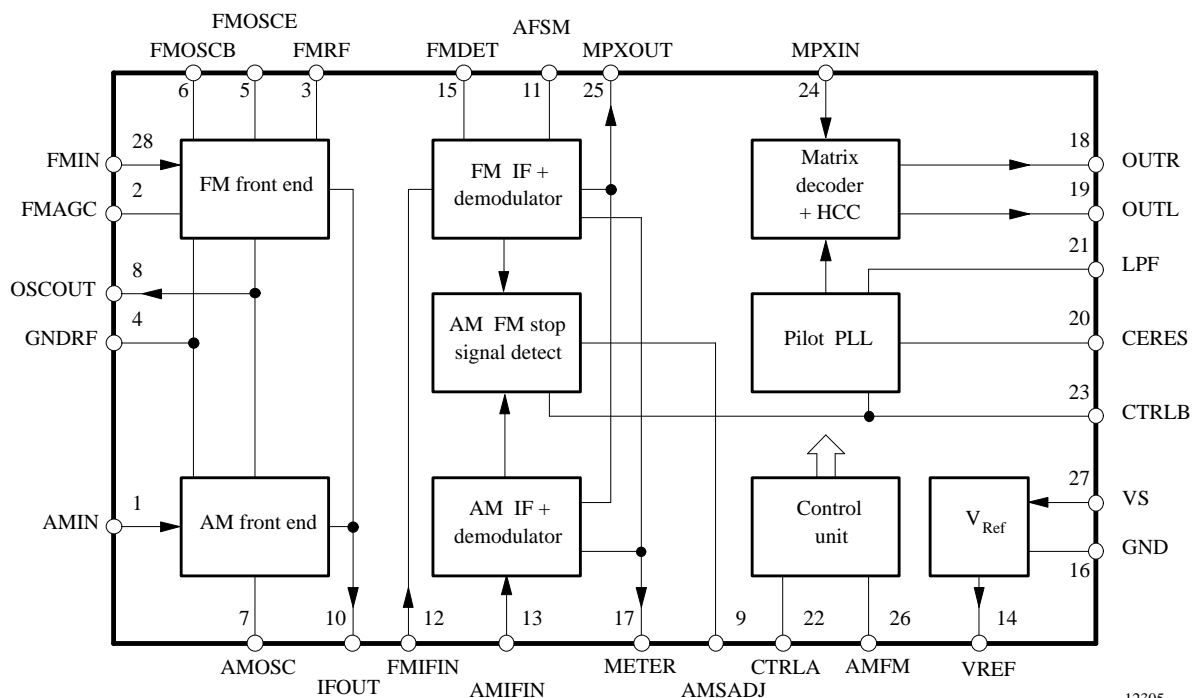 FMOSCE
AFSM
FMOSCB FMRF FMDET MPXOUT MPXIN
6 5 3 15 11 25 24
28
FMIN
2
FMAGC
FM front end
FM IF +
demodulator
Matrix
decoder
+ HCC
18
OUTR
19
OUTL
21
LPF
8
OSCOUT
4
GNDRF
AM FM stop
signal detect
Pilot PLL
20
CERES
23
CTRLB
1
AMIN
AM front end
AM IF +
demodulator
Control
unit
V Ref
27
VS
GND
16
7 10 12 13 17 9 22 26 14
AMOSC FMIFIN METER CTRLA AMFM VREF
IFOUT AMIFIN AMSADJ
12305